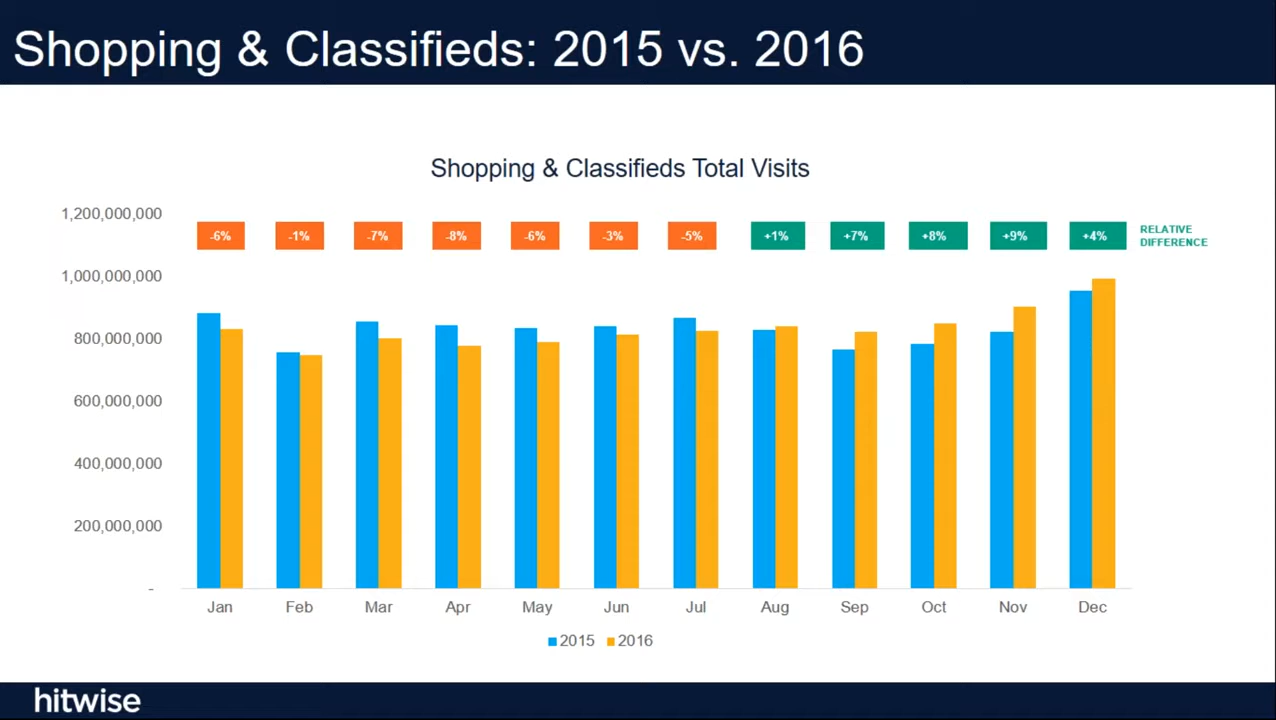 Shopping & Classifieds: 2015 vs. 2016
Shopping & Classifieds Total Visits
1,200,000,000
-6% -1% -7% -8% -6% -3% -5% +1% +7% +8% +9% +4%
RELATIVE
DIFFERENCE
1,000,000,000
800,000,000
600,000,000
400,000,000
200,000,000
-
Jan Feb Mar Apr May Jun Jul Aug Sep Oct Nov Dec
2015 2016
hitwise